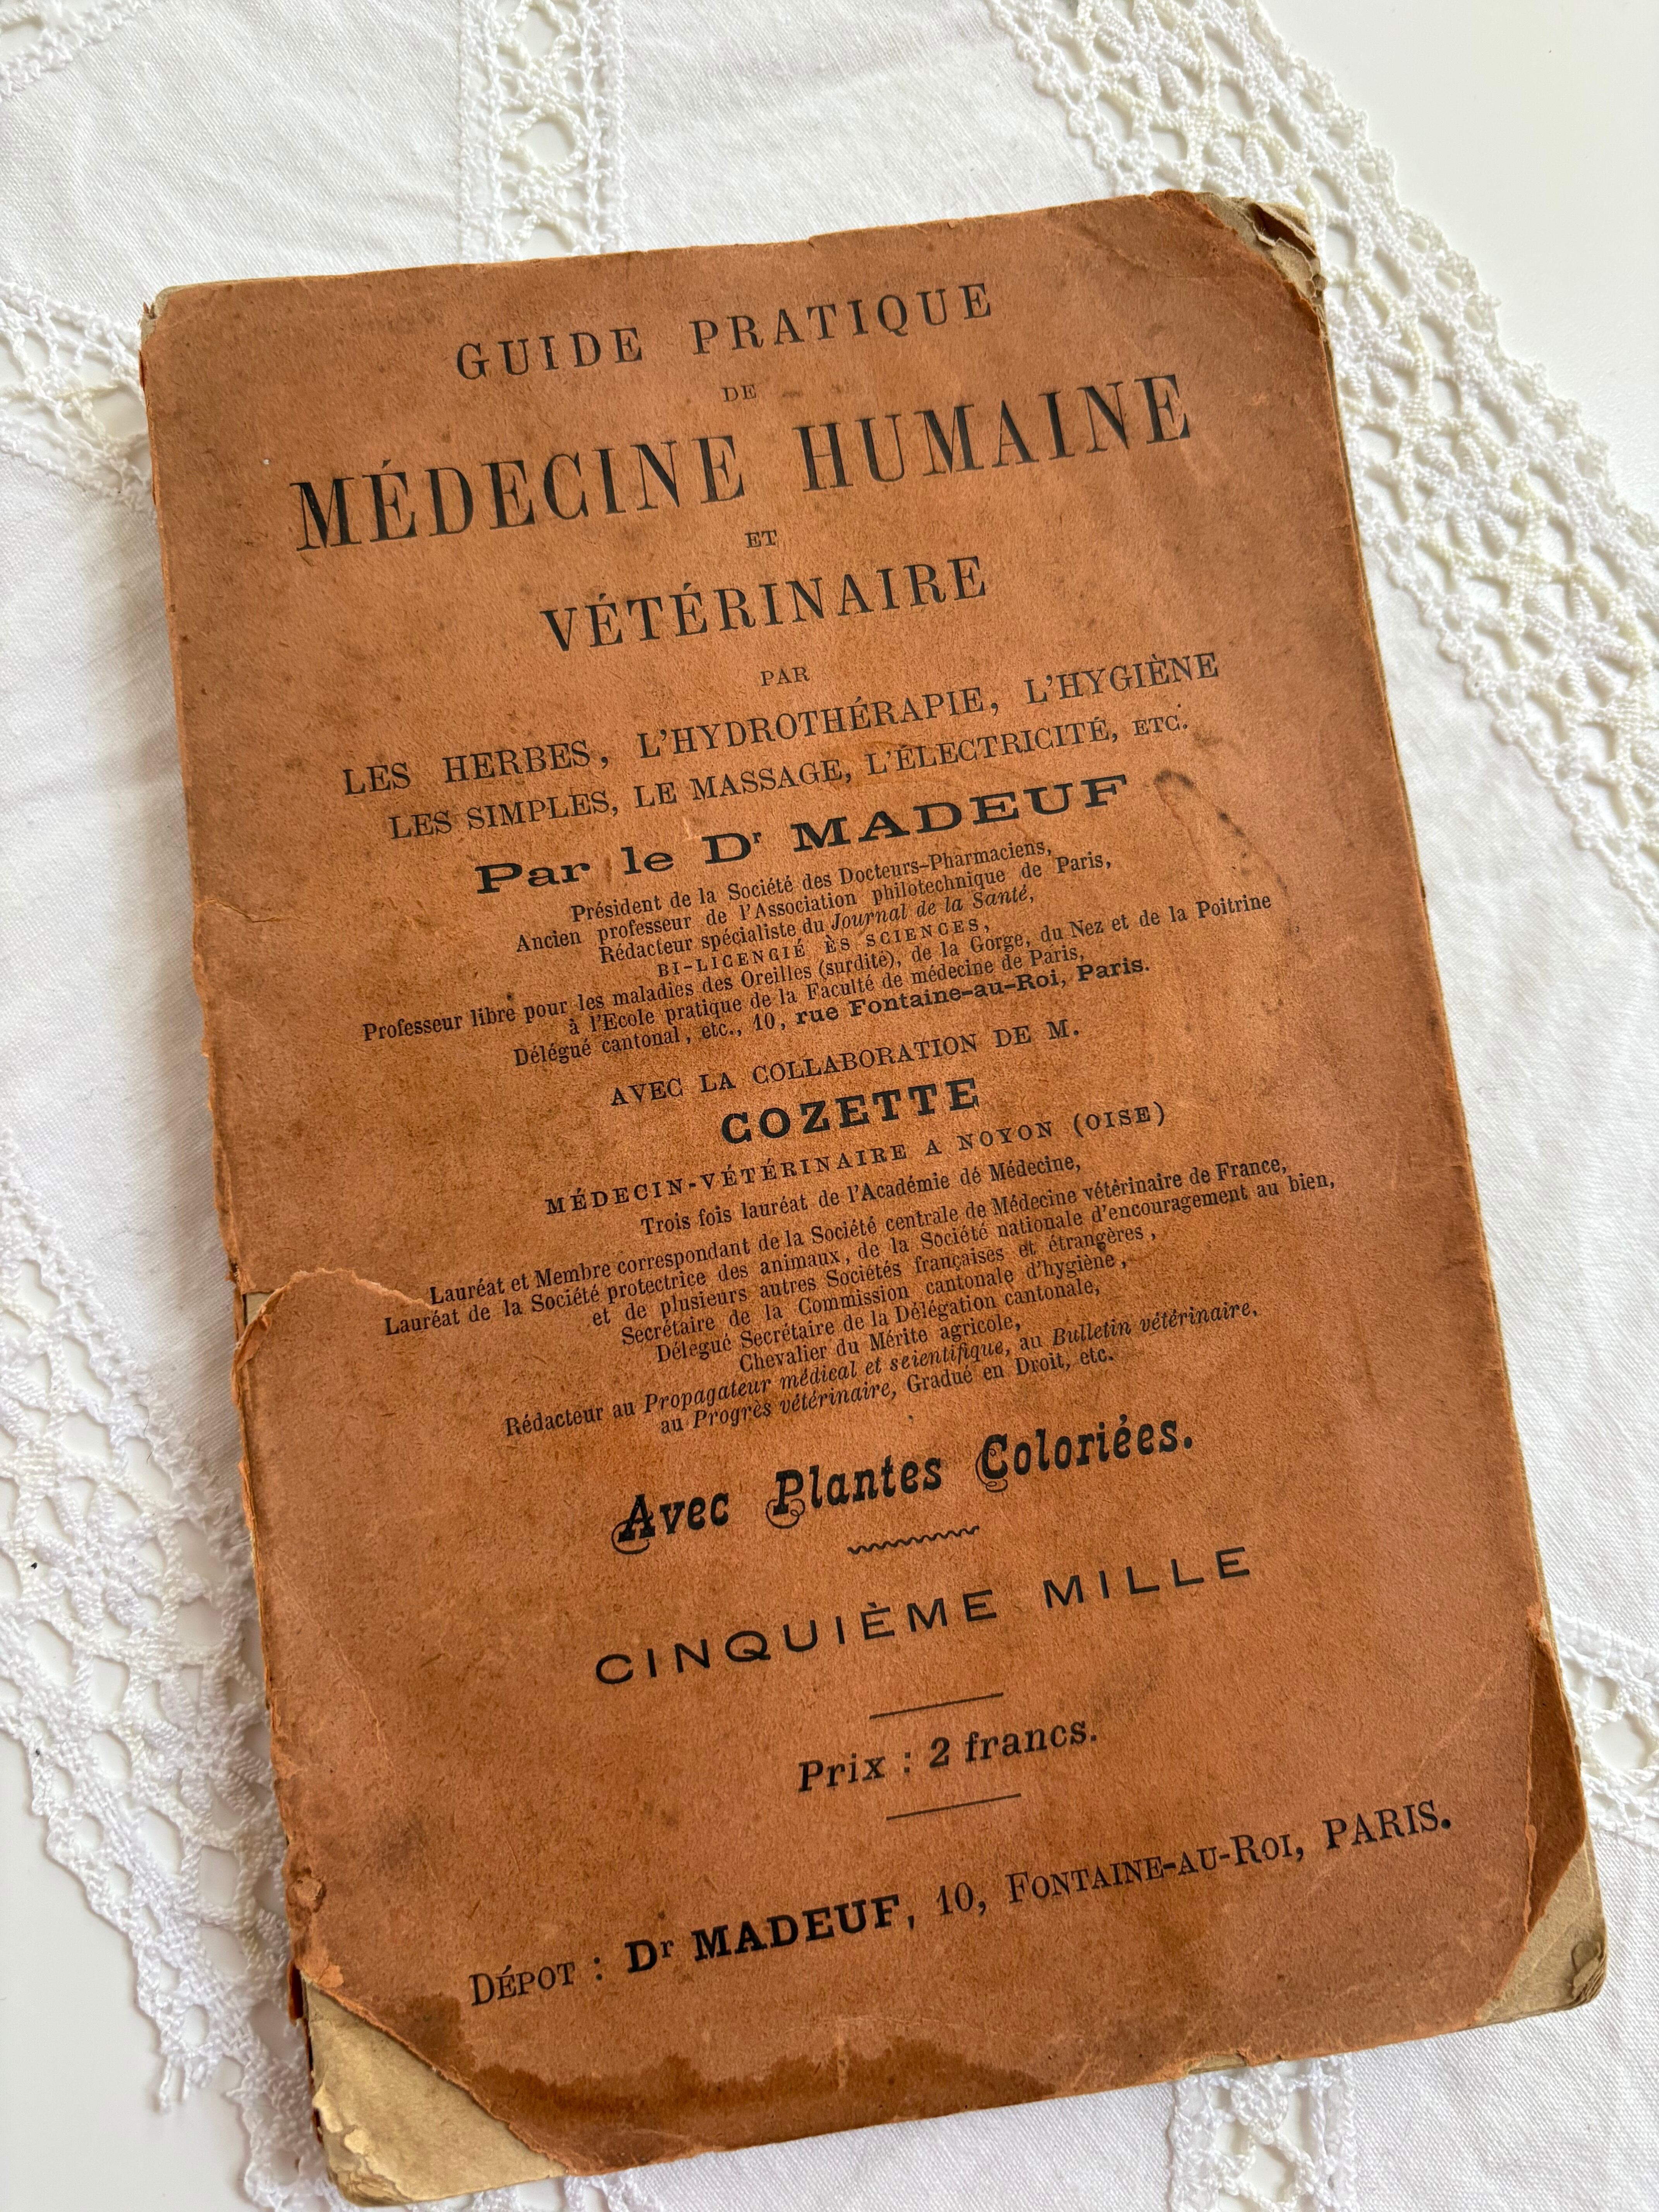 GUIDE PRATIQUE
DE
MÉDECINE HUMAINE
ET
VÉTÉRINAIRE
PAR
LES HERBES, L'HYDROTHÉRAPIE, L'HYGIÈNE
LES SIMPLES, LE MASSAGE, L'ÉLECTRICITÉ, ETC.
Par le Dr MADEUF
Président de la Société des Docteurs-Pharmaciens,
Ancien professeur de l'Association philotechnique de Paris,
Rédacteur spécialiste du Journal de la Santé,
BI-LICENCIÉ ÈS SCIENCES,
Professeur libre pour les maladies des Oreilles (surdité), de la Gorge, du Nez et de la Poitrine
à l'Ecole pratique de la Faculté de médecine de Paris,
Délégué cantonal, etc., 10, rue Fontaine-au-Roi, Paris.
AVEC LA COLLABORATION DE M.
COZETTE
MÉDECIN-VÉTÉRINAIRE A NOYON (OISE)
Trois fois lauréat de l'Académie dé Médecine,
Lauréat et Membre correspondant de la Société centrale de Médecine vétérinaire de France,
Lauréat de la Société protectrice des animaux, de la Société nationale d'encouragement au bien,
et de plusieurs autres Sociétés françaises et étrangères,
Secrétaire de la Commission cantonale d'hygiène,
Délégué Secrétaire de la Délégation cantonale,
Chevalier du Mérite agricole,
Rédacteur au Propagateur médical et scientifique, au Bulletin vétérinaire,
au Progrès vétérinaire, Gradué en Droit, etc.
Avec Plantes Coloriées.
CINQUIÈME MILLE
Prix : 2 francs.
DÉPOT : Dr MADEUF, 10, FONTAINE-AU-ROI, PARIS.